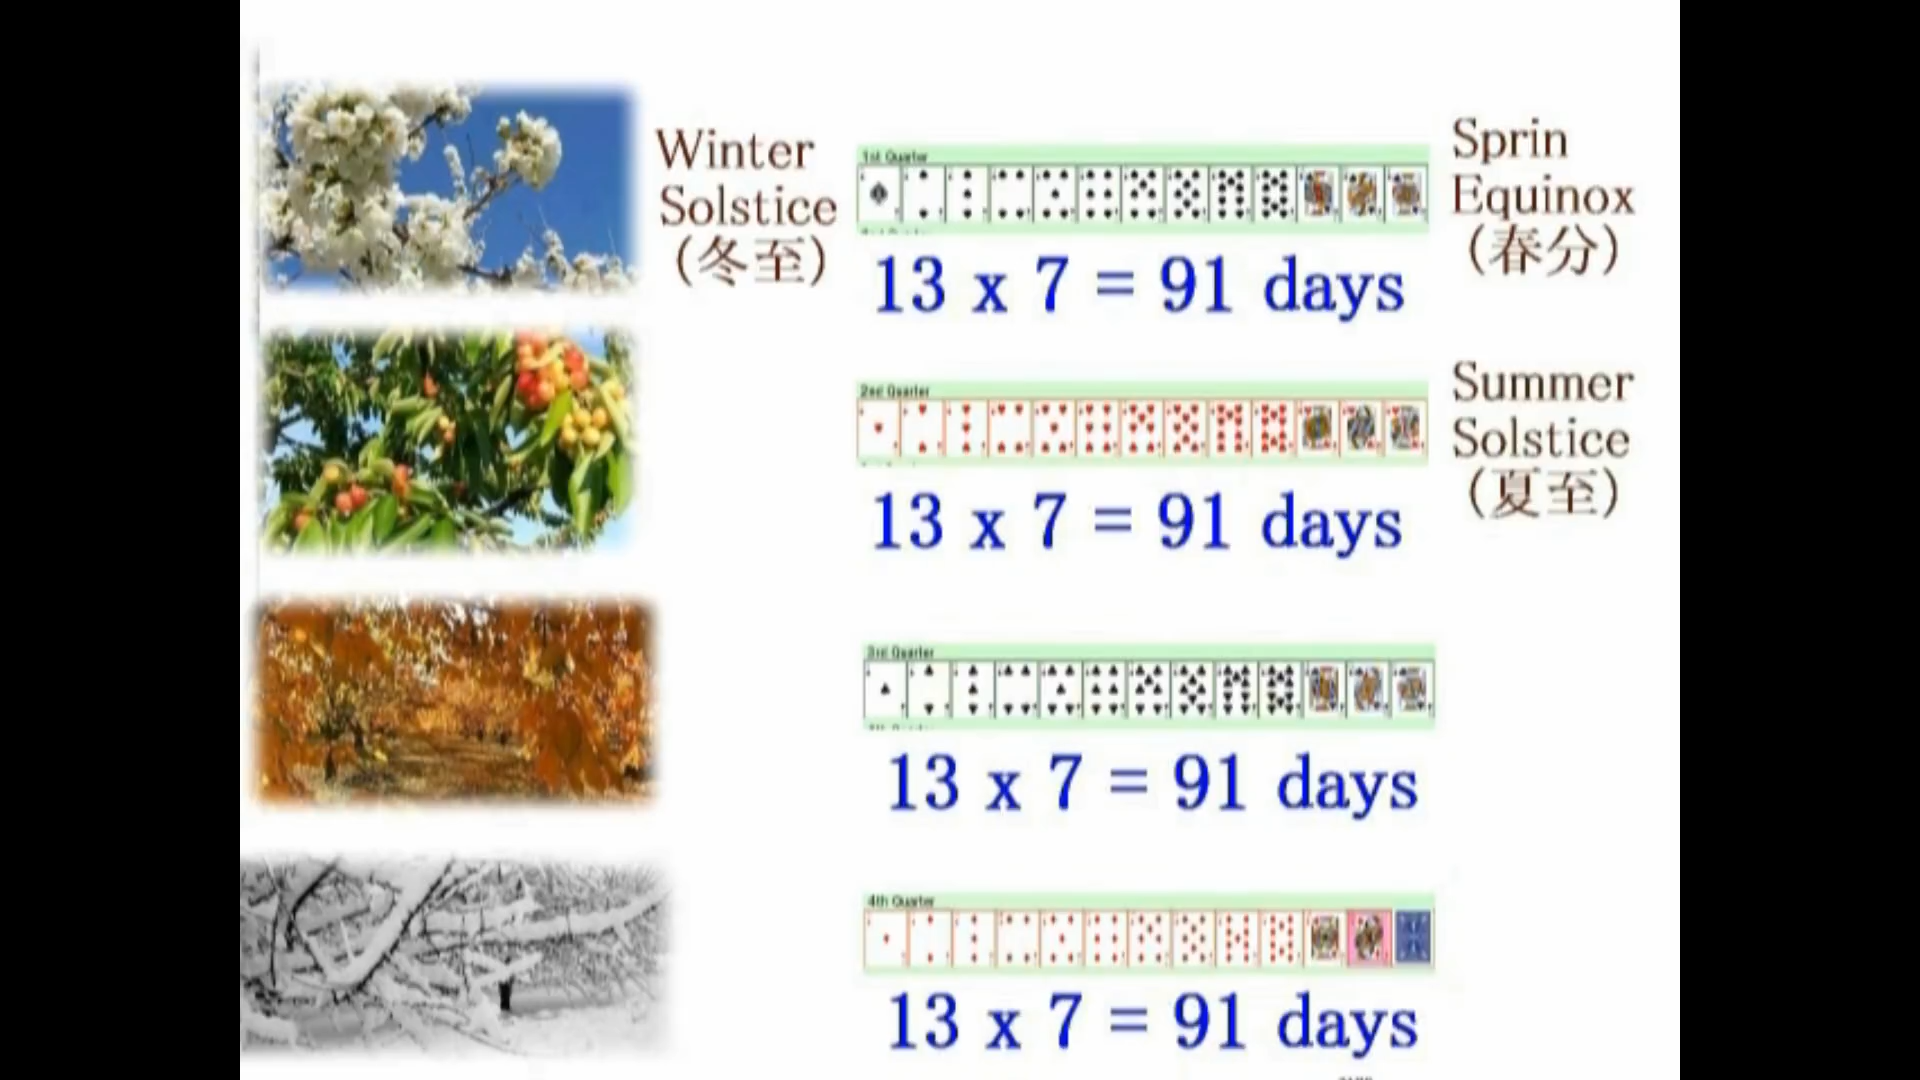 Winter
Solstice
（冬至）
1st Quarter
Sprin
Equinox
（春分）
13 x 7 = 91 days
2nd Quarter
Summer
Solstice
（夏至）
13 x 7 = 91 days
3rd Quarter
13 x 7 = 91 days
4th Quarter
13 x 7 = 91 days